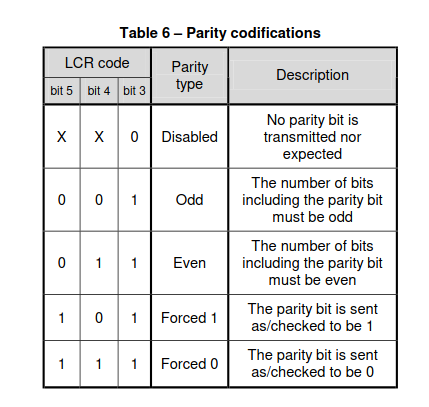 Table 6 – Parity codifications
LCR code
Parity type
Description
bit 5 bit 4 bit 3
X X 0 Disabled
No parity bit is
transmitted nor
expected
0 0 1 Odd
The number of bits
including the parity bit
must be odd
0 1 1 Even
The number of bits
including the parity bit
must be even
1 0 1 Forced 1
The parity bit is sent
as/checked to be 1
1 1 1 Forced 0
The parity bit is sent
as/checked to be 0